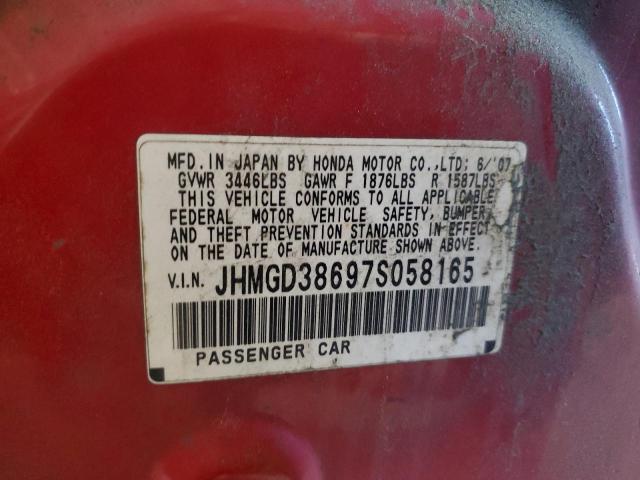 MFD. IN JAPAN BY HONDA MOTOR CO., LTD; 6/'07
GVWR 3446LBS GAWR F 1876LBS R 1587LBS
THIS VEHICLE CONFORMS TO ALL APPLICABLE
FEDERAL MOTOR VEHICLE SAFETY, BUMPER,
AND THEFT PREVENTION STANDARDS IN EFFECT
ON THE DATE OF MANUFACTURE SHOWN ABOVE.
V.I.N. JHMGD38697S058165
PASSENGER CAR